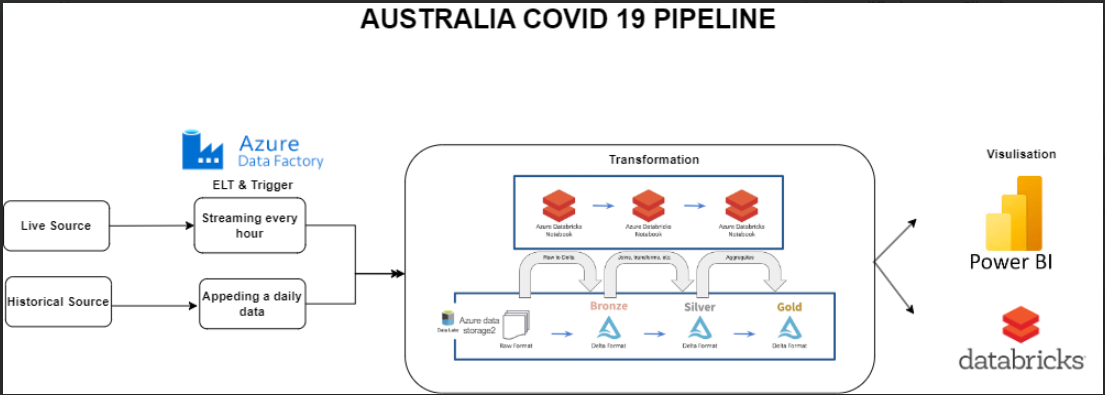 AUSTRALIA COVID 19 PIPELINE
Azure
Data Factory
ELT & Trigger
Live Source
Streaming every
hour
Historical Source
Appeding a daily
data
Transformation
Azure Databricks
Notebook
Azure Databricks
Notebook
Azure Databricks
Notebook
Raw to Delta
Joins, transforms, etc.
Aggregates
Bronze
Silver
Gold
Data Lake
Azure data
storage2
Raw Format
Delta Format
Delta Format
Delta Format
Visulisation
Power BI
databricks